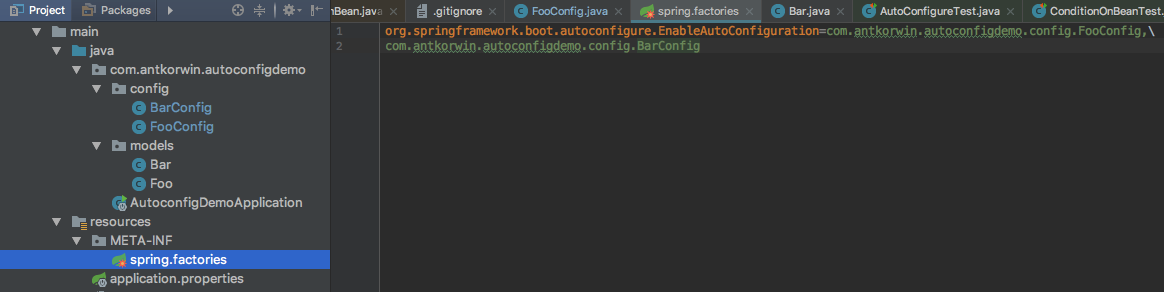 Project Packages
main
java
com.antkorwin.autoconfigdemo
config
BarConfig
FooConfig
models
Bar
Foo
AutoconfigDemoApplication
resources
META-INF
spring.factories
application.properties
nBean.java .gitignore FooConfig.java spring.factories Bar.java AutoConfigureTest.java ConditionOnBeanTest.
1 org.springframework.boot.autoconfigure.EnableAutoConfiguration=com.antkorwin.autoconfigdemo.config.FooConfig,\
2 com.antkorwin.autoconfigdemo.config.BarConfig